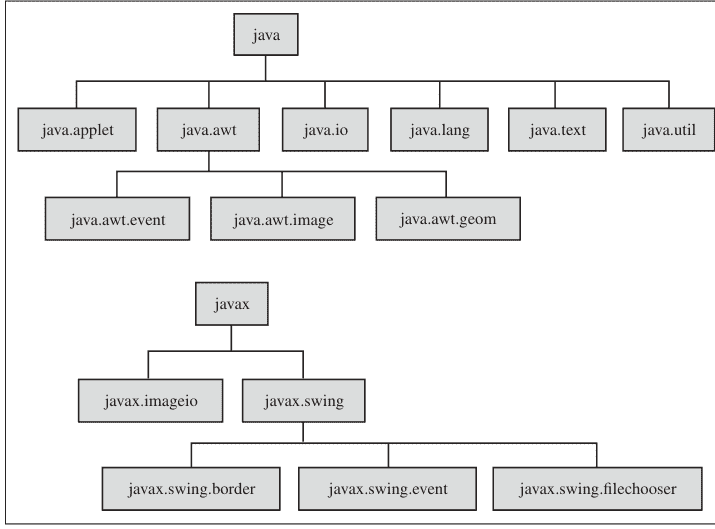 java
java.applet
java.awt
java.io
java.lang
java.text
java.util
java.awt.event
java.awt.image
java.awt.geom
javax
javax.imageio
javax.swing
javax.swing.border
javax.swing.event
javax.swing.filechooser